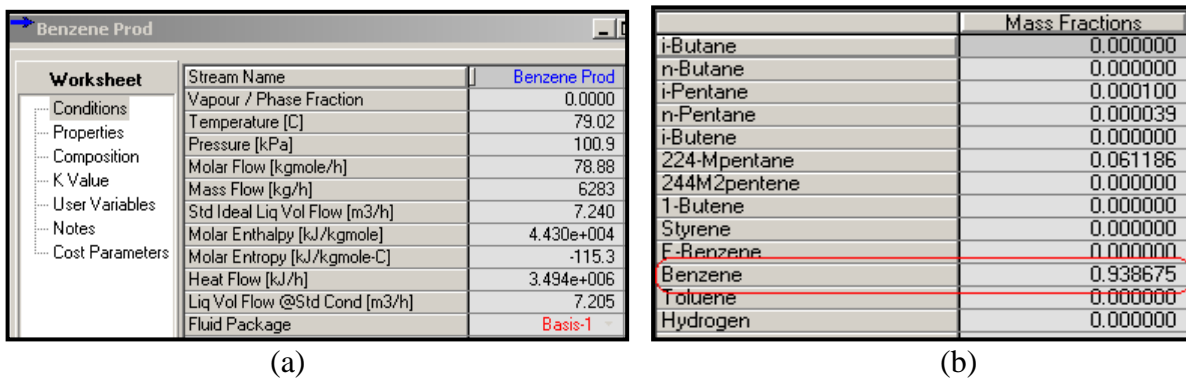 Benzene Prod
Worksheet
Conditions
Properties
Composition
K Value
User Variables
Notes
Cost Parameters
Stream Name Benzene Prod
Vapour / Phase Fraction 0.0000
Temperature [C] 79.02
Pressure [kPa] 100.9
Molar Flow [kgmole/h] 78.88
Mass Flow [kg/h] 6283
Std Ideal Liq Vol Flow [m3/h] 7.240
Molar Enthalpy [kJ/kgmole] 4.430e+004
Molar Entropy [kJ/kgmole-C] -115.3
Heat Flow [kJ/h] 3.494e+006
Liq Vol Flow @Std Cond [m3/h] 7.205
Fluid Package Basis-1
(a)
Mass Fractions
i-Butane 0.000000
n-Butane 0.000000
i-Pentane 0.000100
n-Pentane 0.000039
i-Butene 0.000000
224-Mpentane 0.061186
244M2pentene 0.000000
1-Butene 0.000000
Styrene 0.000000
E-Benzene 0.000000
Benzene 0.938675
Toluene 0.000000
Hydrogen 0.000000
(b)